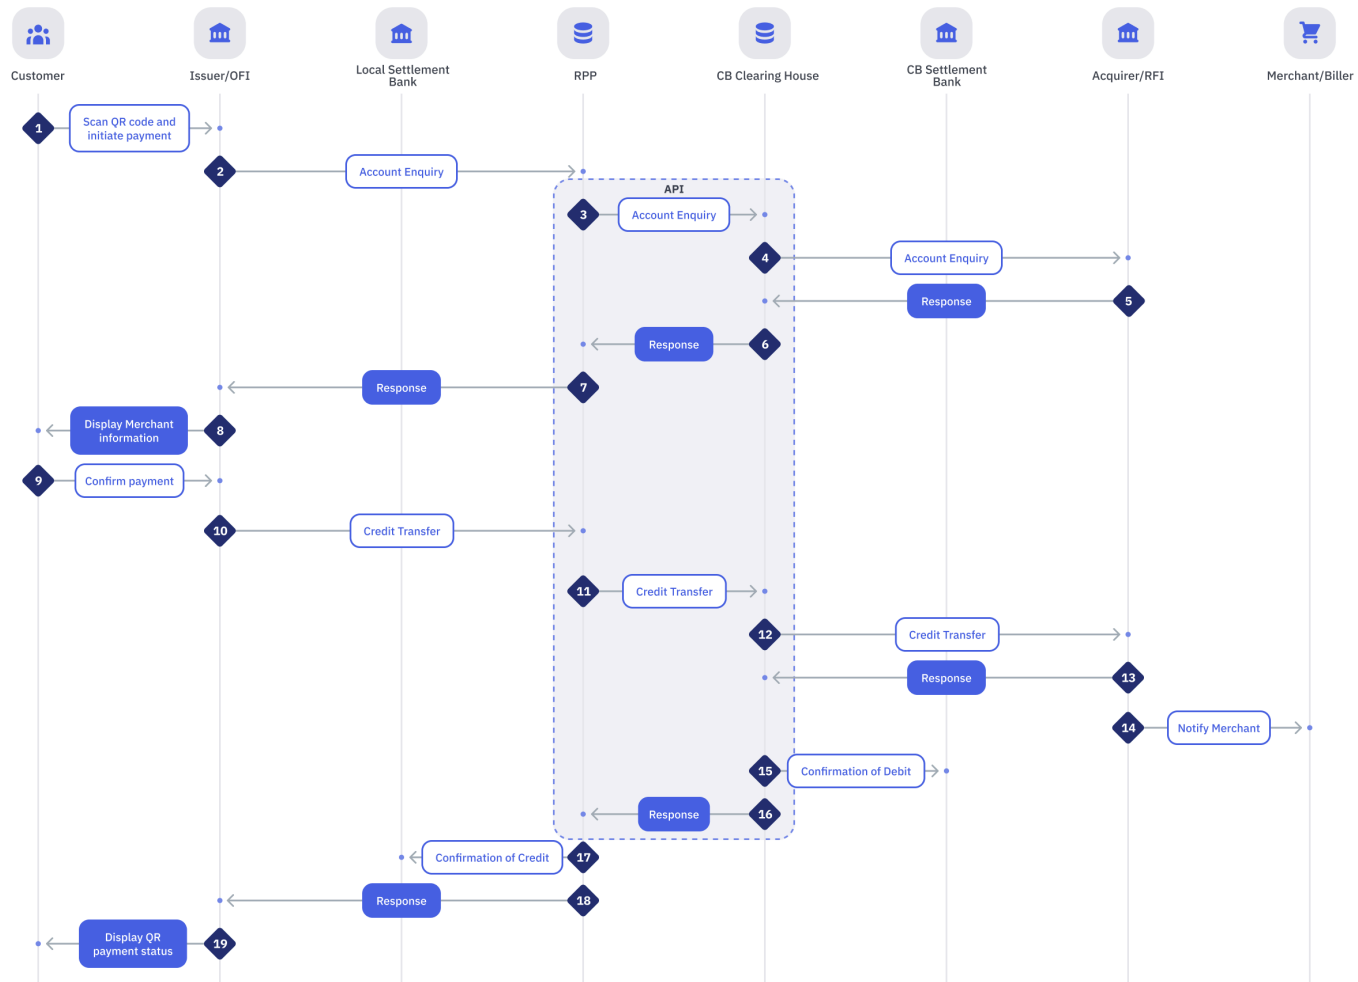 Customer
Issuer/OFI
Local Settlement
Bank
RPP
CB Clearing House
CB Settlement
Bank
Acquirer/RFI
Merchant/Biller
1
Scan QR code and
initiate payment
2
Account Enquiry
API
3
Account Enquiry
4
Account Enquiry
Response
5
Response
6
Response
7
Display Merchant
information
8
9
Confirm payment
10
Credit Transfer
11
Credit Transfer
12
Credit Transfer
Response
13
14
Notify Merchant
15
Confirmation of Debit
Response
16
Confirmation of Credit
17
Response
18
Display QR
payment status
19